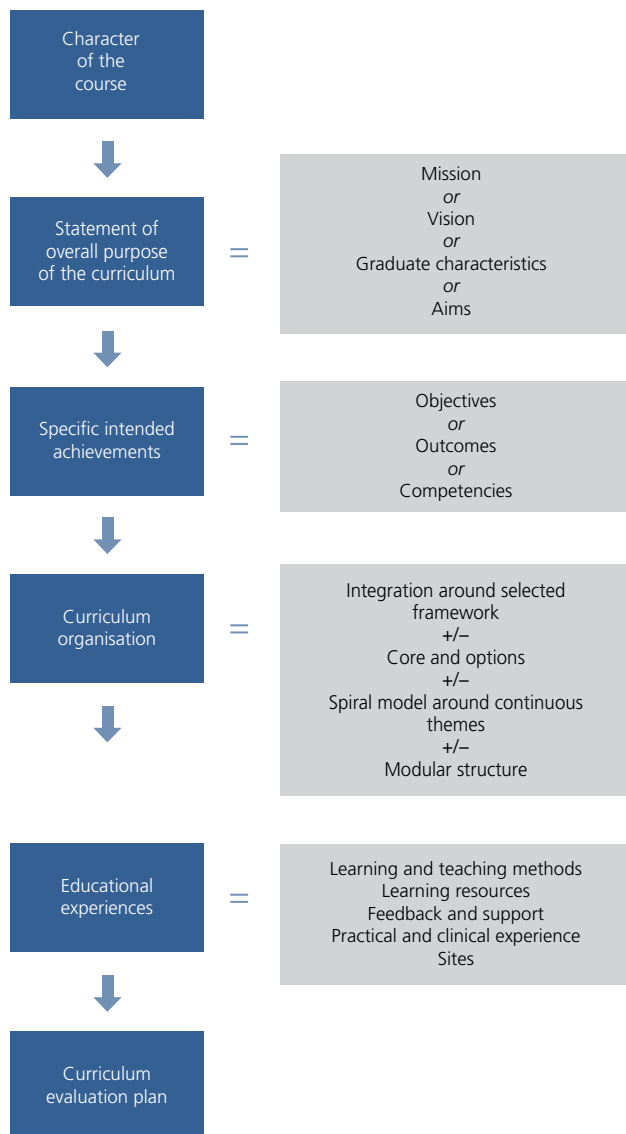 Character
of the
course
Statement of
overall purpose
of the curriculum
=
Mission
or
Vision
or
Graduate characteristics
or
Aims
Specific intended
achievements
=
Objectives
or
Outcomes
or
Competencies
Curriculum
organisation
=
Integration around selected
framework
+/–
Core and options
+/–
Spiral model around continuous
themes
+/–
Modular structure
Educational
experiences
=
Learning and teaching methods
Learning resources
Feedback and support
Practical and clinical experience
Sites
Curriculum
evaluation plan